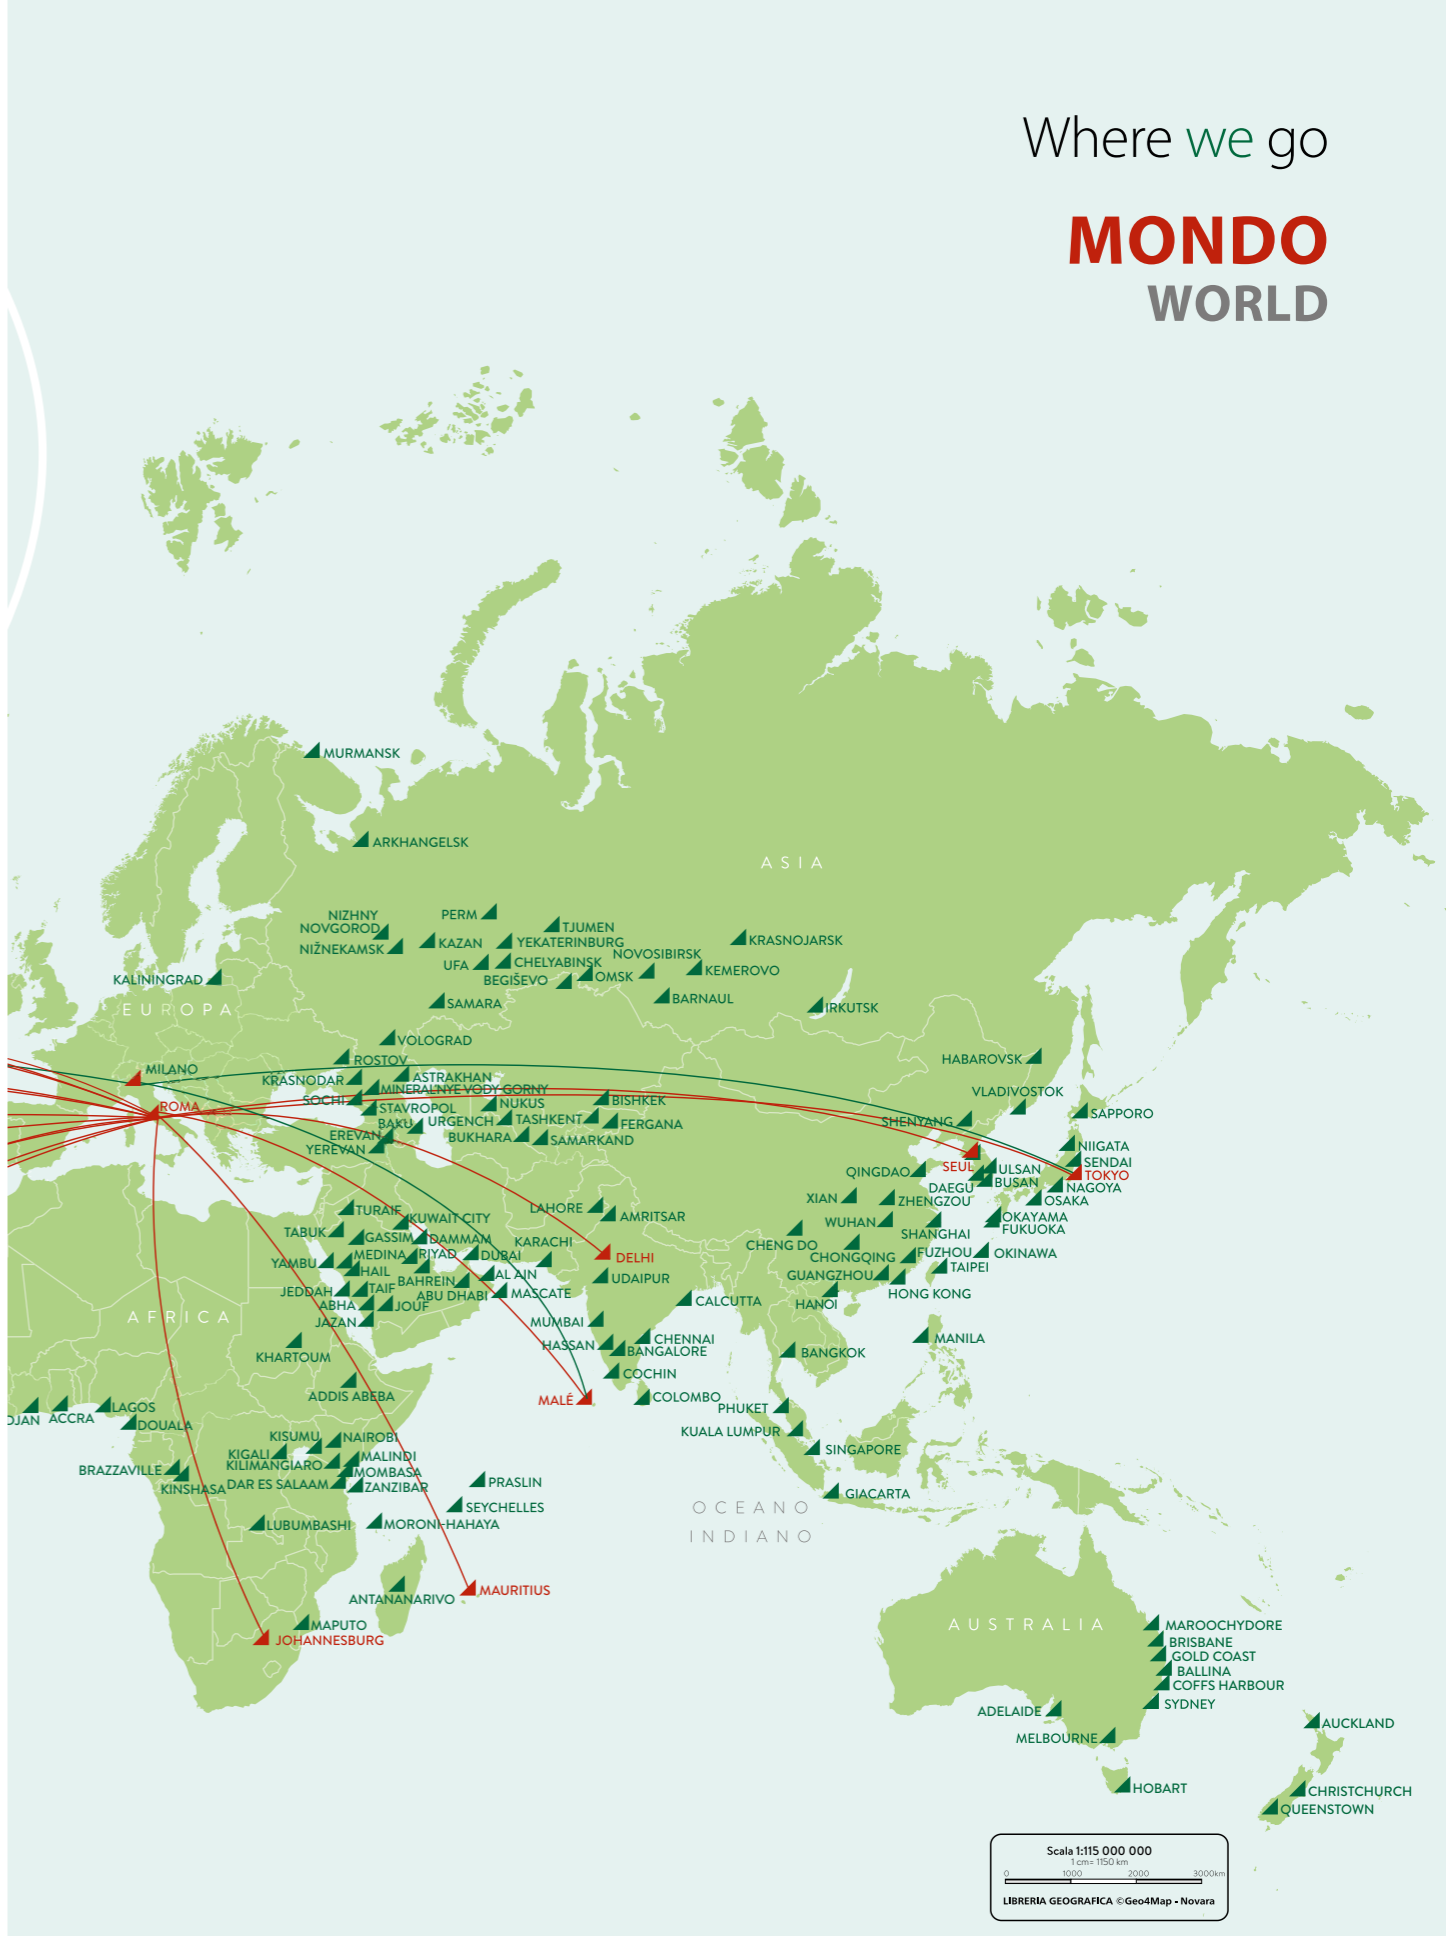 Where we go
MONDO
WORLD
MURMANSK
ARKHANGELSK
ASIA
NIZHNY
NOVGOROD
PERM
TJUMEN
NIŽNEKAMSK
KAZAN
YEKATERINBURG
KRASNOJARSK
NOVOSIBIRSK
UFA
CHELYABINSK
KALININGRAD
BEGIŠEVO
OMSK
KEMEROVO
EUROPA
SAMARA
BARNAUL
IRKUTSK
VOLOGRAD
ROSTOV
HABAROVSK
MILANO
KRASNODAR
ASTRAKHAN
MINERALNYE VODY GORNY
VLADIVOSTOK
SOCHI
ROMA
STAVROPOL
NUKUS
BISHKEK
SAPPORO
BAKU
URGENCH
TASHKENT
FERGANA
SHENYANG
EREVAN
BUKHARA
SAMARKAND
YEREVAN
NIIGATA
SENDAI
SEUL
ULSAN
TOKYO
QINGDAO
DAEGU
BUSAN
NAGOYA
XIAN
ZHENGZOU
OSAKA
TURAIF
LAHORE
AMRITSAR
KUWAIT CITY
WUHAN
OKAYAMA
FUKUOKA
TABUK
GASSIM
DAMMAM
KARACHI
SHANGHAI
CHENG DO
MEDINA
RIYAD
DUBAI
DELHI
CHONGQING
FUZHOU
OKINAWA
YAMBU
HAIL
TAIPEI
BAHREIN
AL AIN
UDAIPUR
GUANGZHOU
JEDDAH
TAIF
ABU DHABI
MASCATE
HONG KONG
ABHA
JOUF
CALCUTTA
HANOI
AFRICA
JAZAN
MUMBAI
HASSAN
CHENNAI
BANGALORE
MANILA
KHARTOUM
BANGKOK
COCHIN
ADDIS ABEBA
MALÉ
COLOMBO
PHUKET
DJAN
ACCRA
LAGOS
DOUALA
KUALA LUMPUR
KISUMU
NAIROBI
SINGAPORE
KIGALI
MALINDI
KILIMANGIARO
BRAZZAVILLE
MOMBASA
KINSHASA
DAR ES SALAAM
ZANZIBAR
PRASLIN
GIACARTA
SEYCHELLES
OCEANO
INDIANO
LUBUMBASHI
MORONI-HAHAYA
ANTANANARIVO
MAURITIUS
MAPUTO
JOHANNESBURG
AUSTRALIA
MAROOCHYDORE
BRISBANE
GOLD COAST
BALLINA
COFFS HARBOUR
SYDNEY
ADELAIDE
MELBOURNE
AUCKLAND
HOBART
CHRISTCHURCH
QUEENSTOWN
Scala 1:115 000 000
1 cm= 1150 km
0 1000 2000 3000km
LIBRERIA GEOGRAFICA ©Geo4Map - Novara